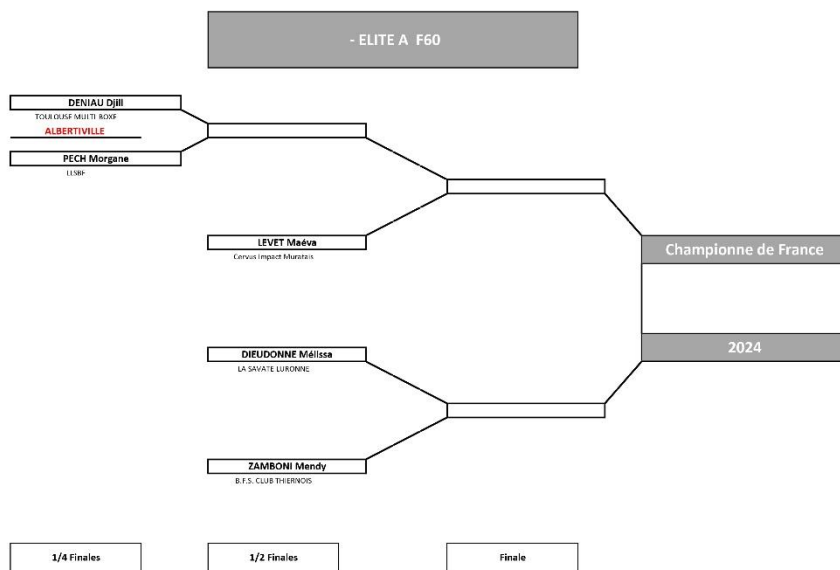 - ELITE A F60
DENIAU Djill
TOULOUSE MULTI BOXE
ALBERTIVILLE
PECH Morgane
LLSBF
LEVET Maéva
Cervus Impact Muratais
Championne de France
2024
DIEUDONNE Mélissa
LA SAVATE LURONNE
ZAMBONI Mendy
B.F.S. CLUB THIERNOIS
1/4 Finales
1/2 Finales
Finale